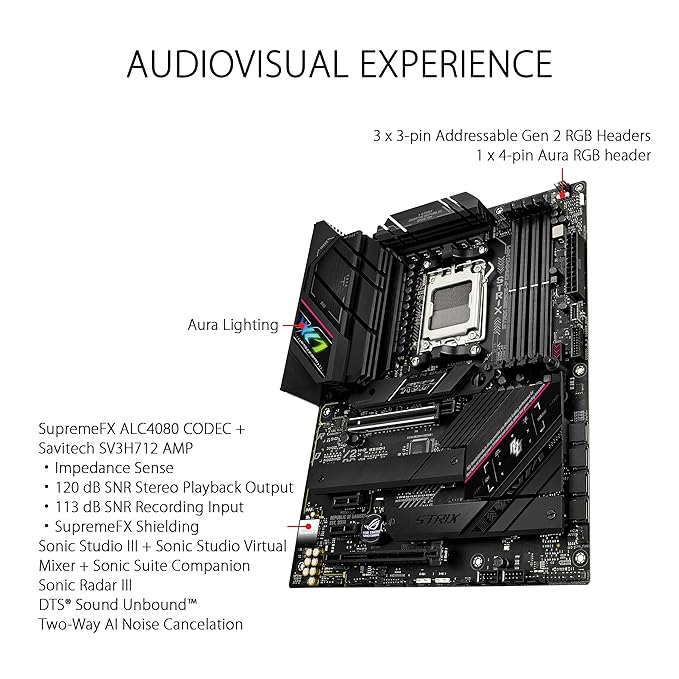 AUDIOVISUAL EXPERIENCE
3 x 3-pin Addressable Gen 2 RGB Headers
1 x 4-pin Aura RGB header
Aura Lighting
STRIX
SupremeFX ALC4080 CODEC +
Savitech SV3H712 AMP
• Impedance Sense
• 120 dB SNR Stereo Playback Output
• 113 dB SNR Recording Input
• SupremeFX Shielding
Sonic Studio III + Sonic Studio Virtual
Mixer + Sonic Suite Companion
Sonic Radar III
DTS® Sound Unbound™
Two-Way AI Noise Cancelation
STRIX